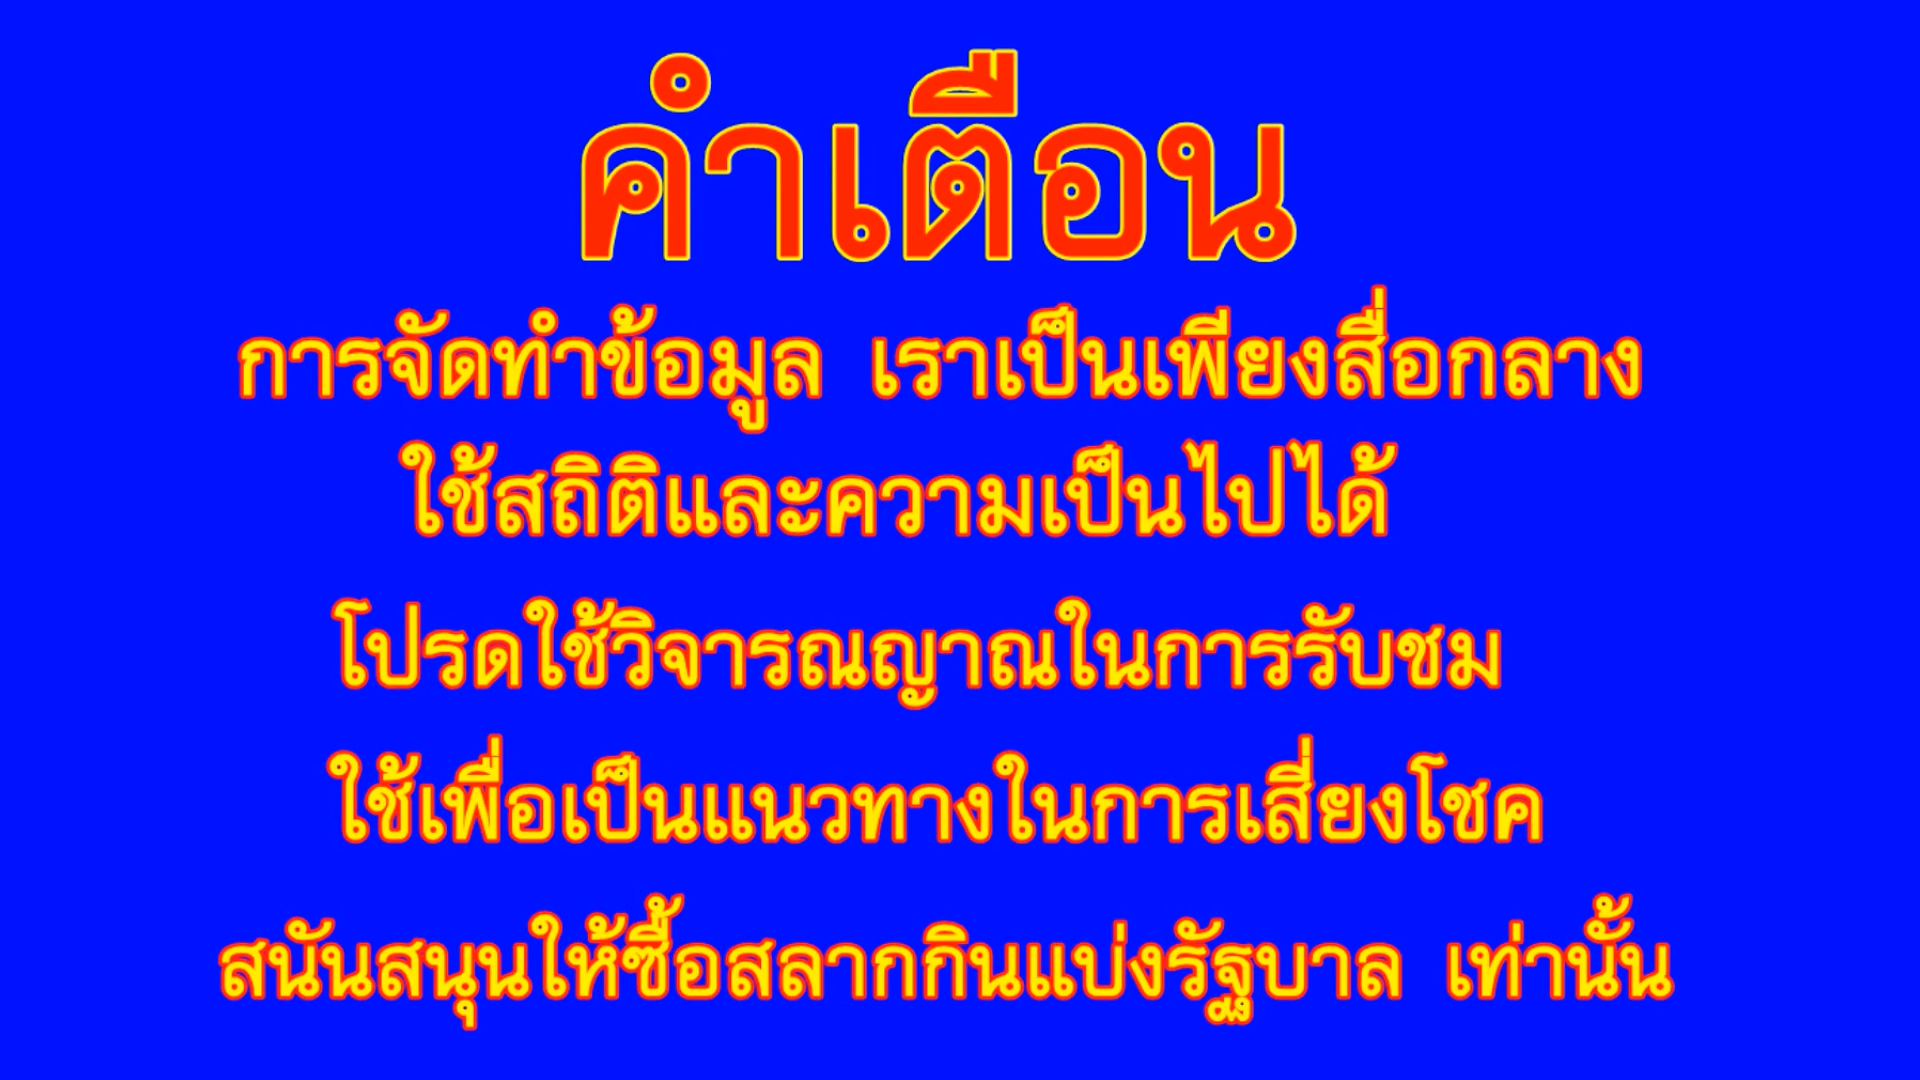 คำเตือน
การจัดทำข้อมูล เราเป็นเพียงสื่อกลาง
ใช้สถิติและความเป็นไปได้
โปรดใช้วิจารณญาณในการรับชม
ใช้เพื่อเป็นแนวทางในการเสี่ยงโชค
สนันสนุนให้ซื้อสลากกินแบ่งรัฐบาล เท่านั้น